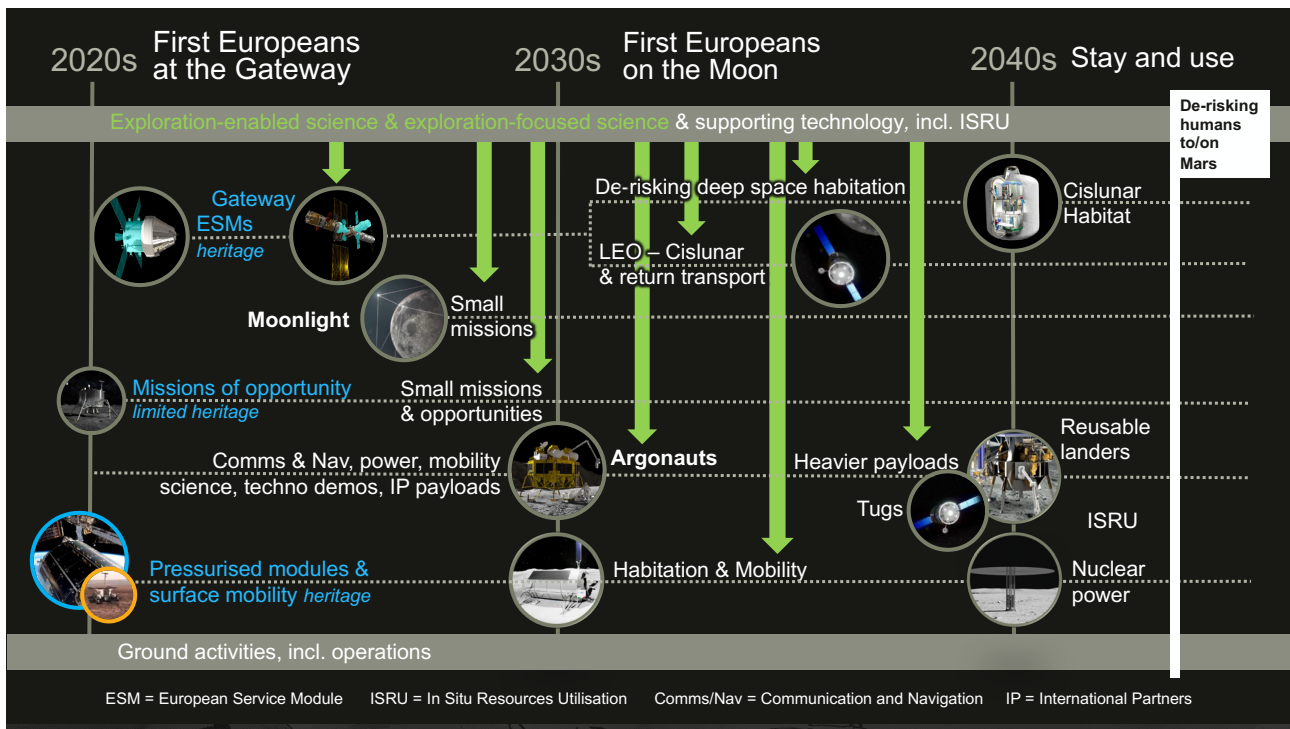 2020s
First Europeans
at the Gateway
2030s
First Europeans
on the Moon
2040s
Stay and use
De-risking
humans
to/on
Mars
Exploration-enabled science & exploration-focused science & supporting technology, incl. ISRU
Gateway
ESMs
heritage
De-risking deep space habitation
Cislunar
Habitat
LEO – Cislunar
& return transport
Moonlight
Small
missions
Missions of opportunity
limited heritage
Small missions
& opportunities
Comms & Nav, power, mobility
science, techno demos, IP payloads
Argonauts
Heavier payloads
Reusable
landers
Tugs
ISRU
Pressurised modules &
surface mobility heritage
Habitation & Mobility
Nuclear
power
Ground activities, incl. operations
ESM = European Service Module ISRU = In Situ Resources Utilisation Comms/Nav = Communication and Navigation IP = International Partners